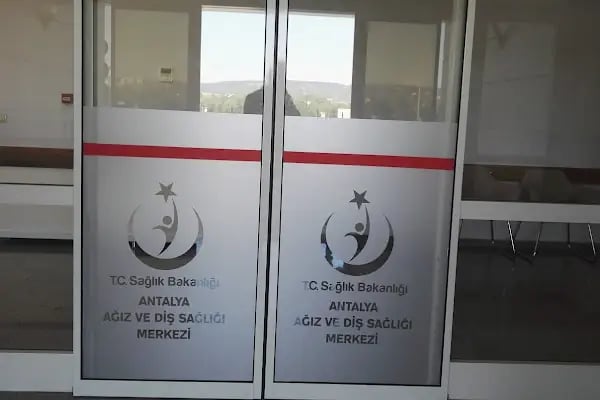 T.C. Sağlık Bakanlığı
ANTALYA
AĞIZ VE DİŞ SAĞLIĞI
MERKEZİ
T.C. Sağlık Bakanlığı
ANTALYA
AĞIZ VE DİŞ SAĞLIĞI
MERKEZİ